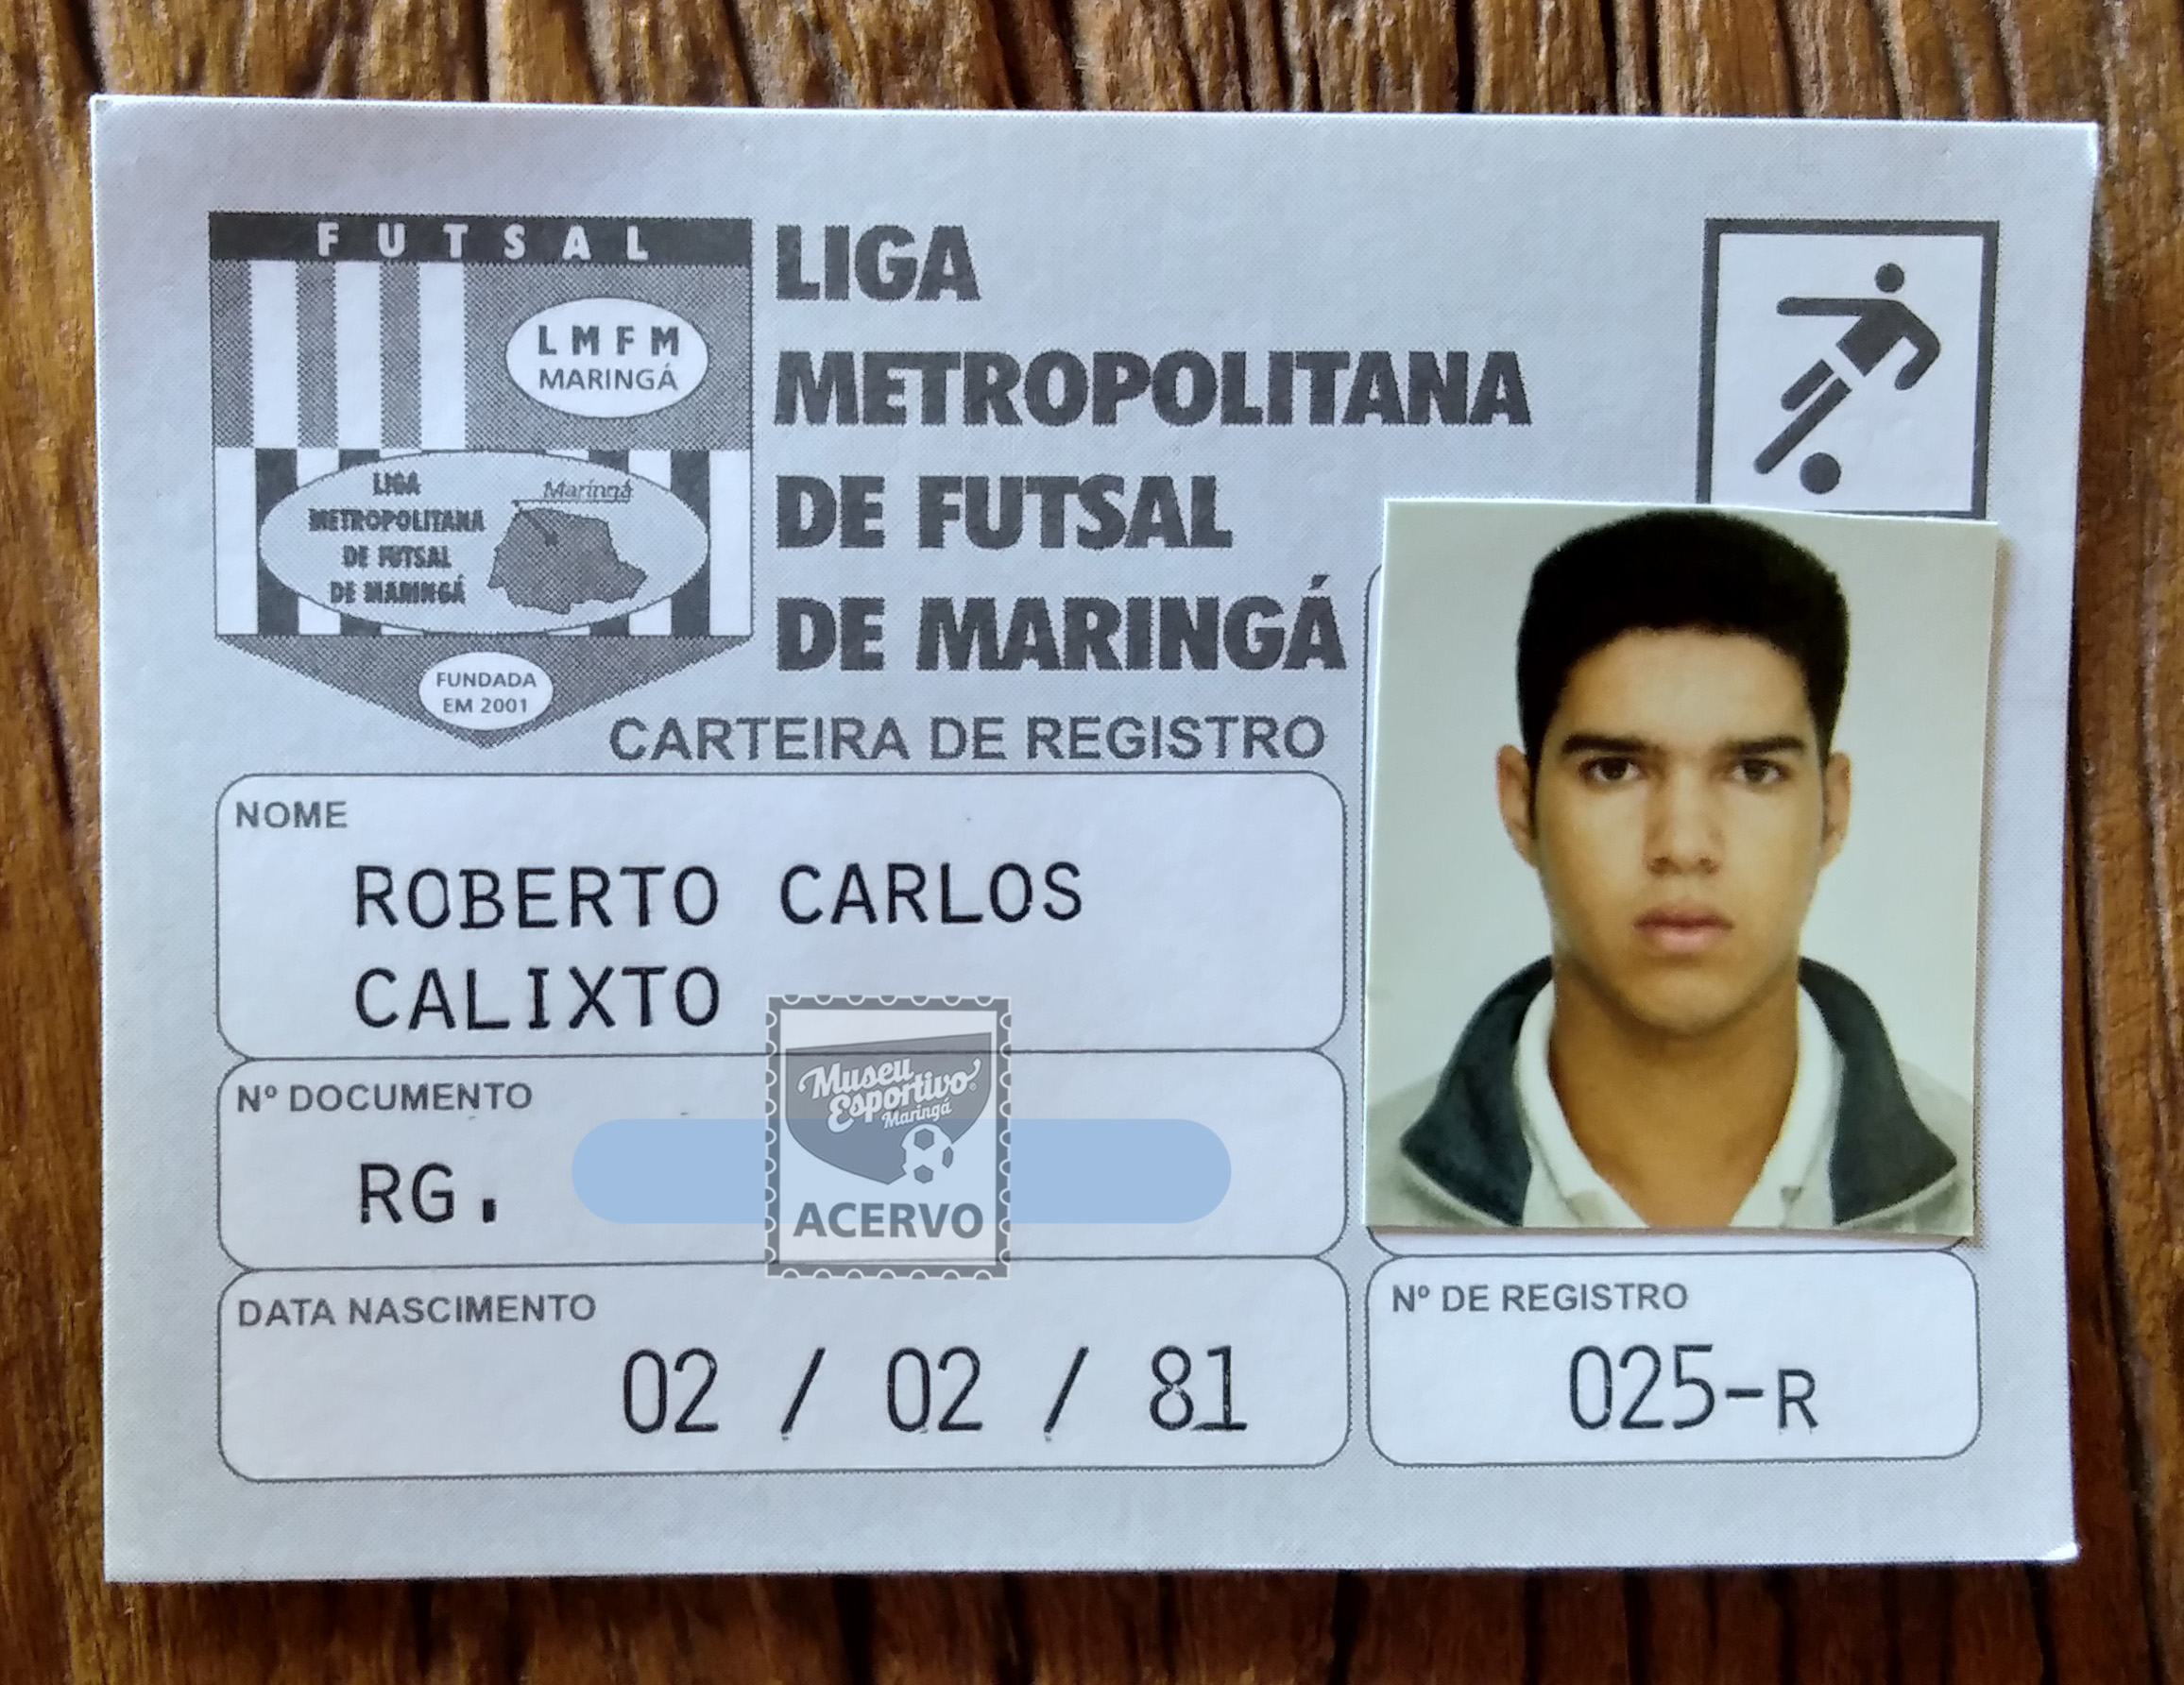 FUTSAL
LMFM
MARINGÁ
LIGA
METROPOLITANA
DE FUTSAL
DE MARINGÁ
Maringá
FUNDADA
EM 2001
LIGA
METROPOLITANA
DE FUTSAL
DE MARINGÁ
CARTEIRA DE REGISTRO
NOME
ROBERTO CARLOS
CALIXTO
Nº DOCUMENTO
RG.
Museu
Esportivo
Maringá
ACERVO
DATA NASCIMENTO
02 / 02 / 81
Nº DE REGISTRO
025-R